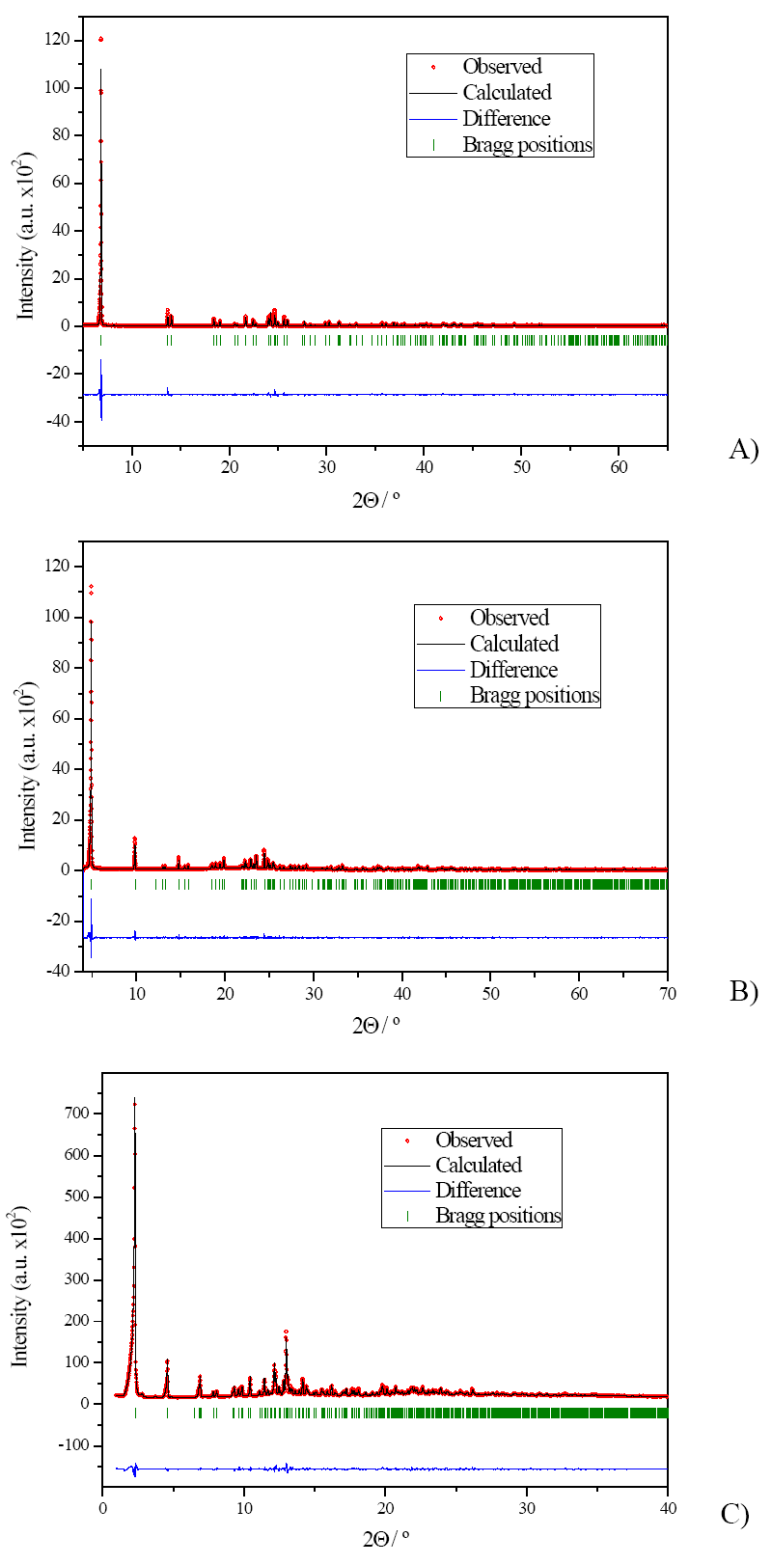 120
100
80
60
40
20
0
-20
-40
Intensity (a.u. x10²)
Observed
Calculated
Difference
Bragg positions
10 20 30 40 50 60
2Θ / º
A)
120
100
80
60
40
20
0
-20
-40
Intensity (a.u. x10²)
Observed
Calculated
Difference
Bragg positions
10 20 30 40 50 60 70
2Θ / º
B)
700
600
500
400
300
200
100
0
-100
Intensity (a.u. x10²)
Observed
Calculated
Difference
Bragg positions
0 10 20 30 40
2Θ / º
C)